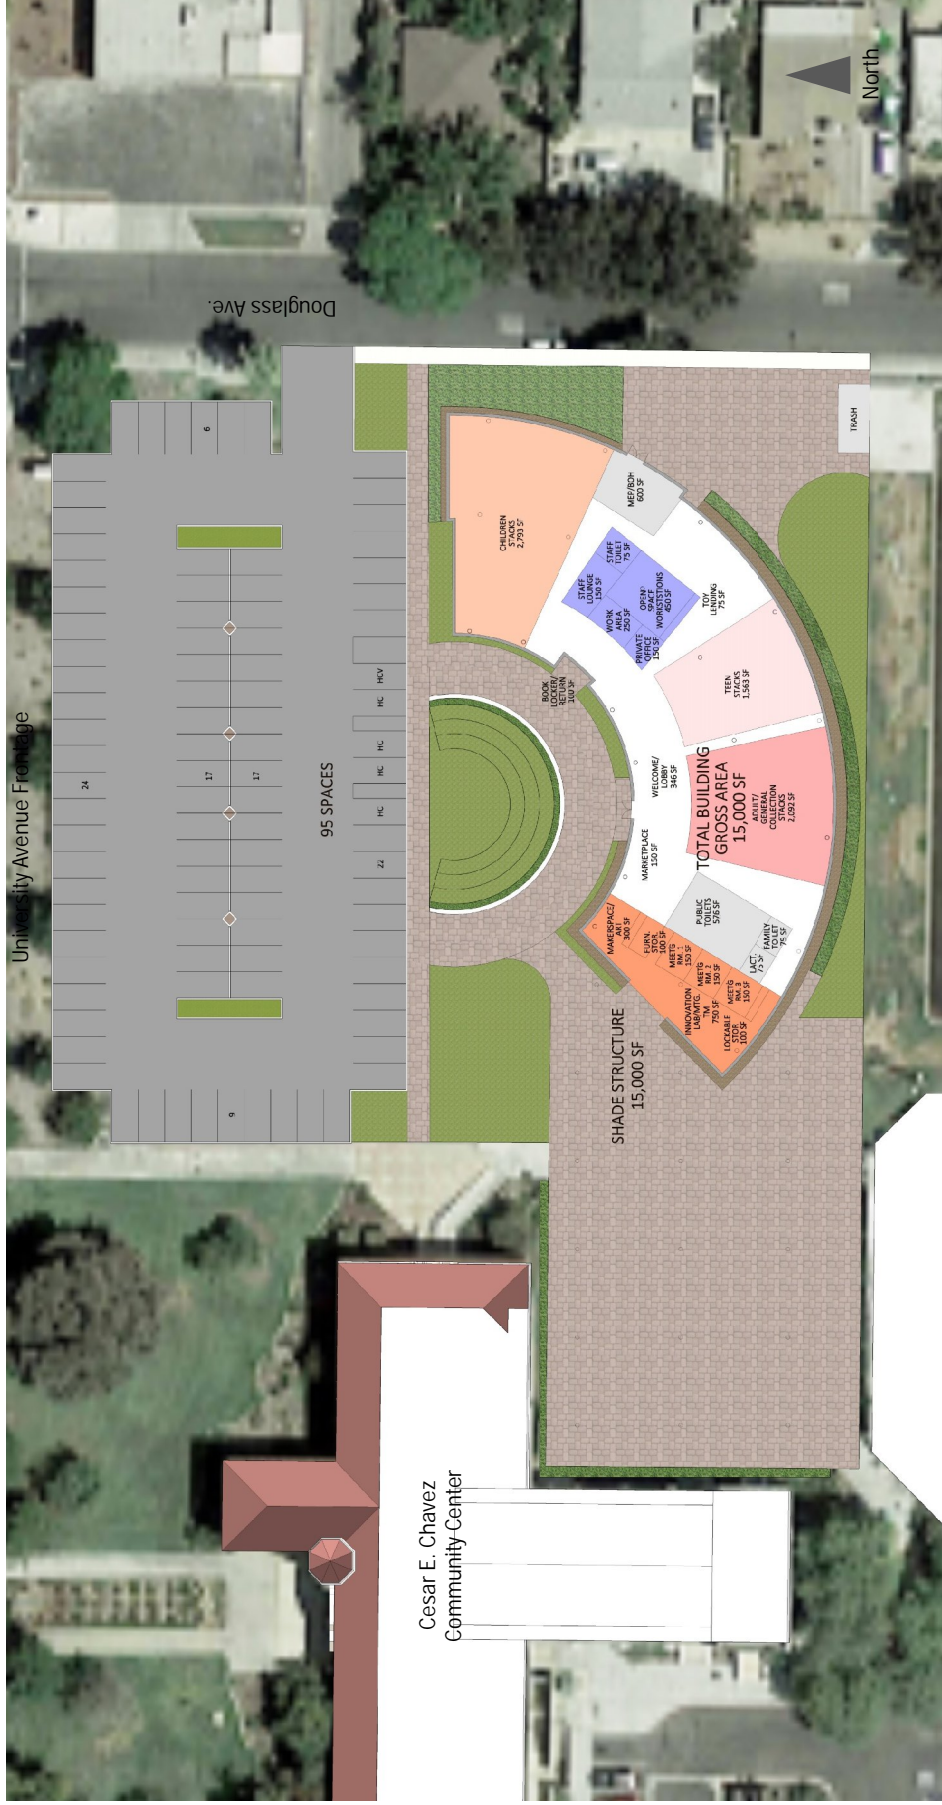 University Avenue Frontage
North
Douglass Ave.
24
6
9
17
17
22
95 SPACES
HC
HC
HC
HC
HCV
TRASH
CHILDREN
STACKS
2,793 SF
MEP/BOH
600 SF
STAFF
LOUNGE
150 SF
STAFF
TOILET
75 SF
WORK
AREA
250 SF
OPEN
SPACE
WORKSTSTIONS
450 SF
PRIVATE
OFFICE
150 SF
TOY
LENDING
75 SF
BOOK
LOCKER/
RETURN
100 SF
TEEN
STACKS
1,563 SF
WELCOME/
LOBBY
346 SF
TOTAL BUILDING
GROSS AREA
15,000 SF
ADULT/
GENERAL
COLLECTION
STACKS
2,092 SF
MARKETPLACE
150 SF
PUBLIC
TOILETS
576 SF
FAMILY
TOILET
75 SF
LACT.
75 SF
MAKERSPACE/
ART
300 SF
FURN.
STOR.
100 SF
MEETG
RM. 1
150 SF
MEETG
RM. 2
150 SF
MEETG
RM. 3
150 SF
INNOVATION
LAB/MTG.
TM
750 SF
LOCKABLE
STOR
100 SF
SHADE STRUCTURE
15,000 SF
Cesar E. Chavez
Community Center